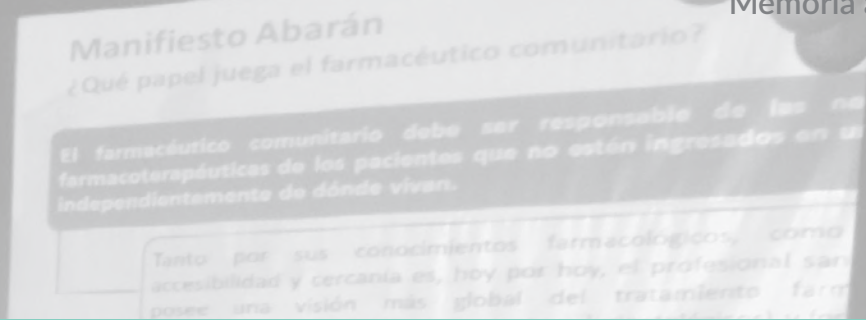 Memoria
Manifiesto Abarán
¿Qué papel juega el farmacéutico comunitario?
El farmacéutico comunitario debe ser responsable de las
farmacoterapéuticas de los pacientes que no estén ingresados en
independientemente de dónde vivan.
Tanto por sus conocimientos farmacológicos, como
accesibilidad y cercanía es, hoy por hoy, el profesional
posee una visión más global del tratamiento